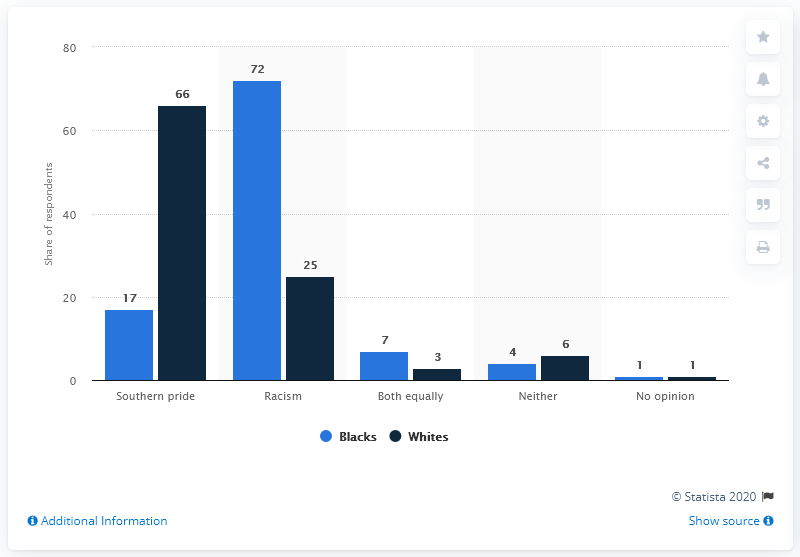 80
60
40
20
0
Share of respondents
17
66
72
25
7
3
4
6
1
1
Southern pride
Racism
Both equally
Neither
No opinion
Blacks
Whites
© Statista 2020
Additional Information
Show source